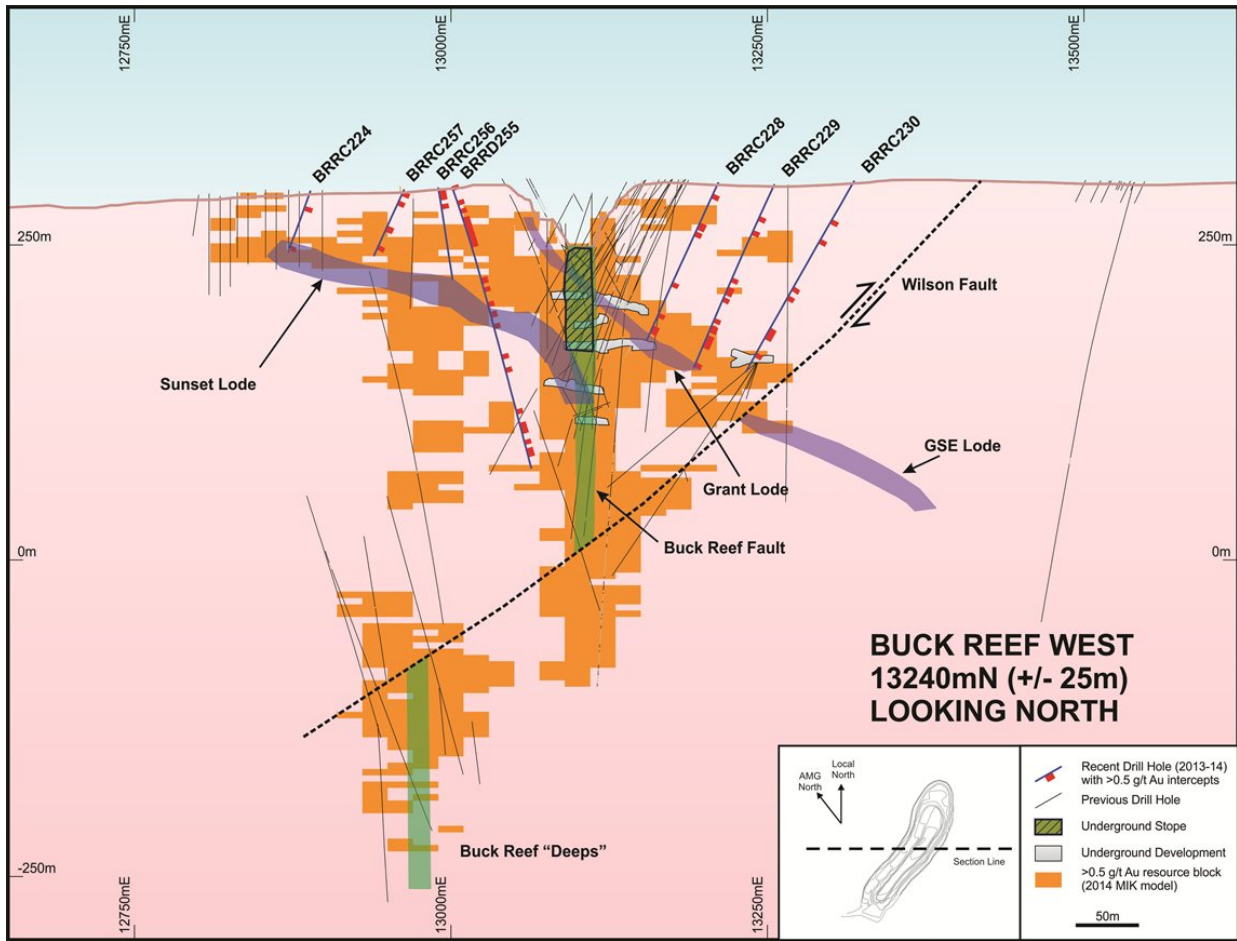 12750mE
13000mE
13250mE
13500mE
BRRC224
BRRC257
BRRC256
BRRD255
BRRC228
BRRC229
BRRC230
250m
250m
Wilson Fault
Sunset Lode
GSE Lode
Grant Lode
Buck Reef Fault
0m
0m
BUCK REEF WEST
13240mN (+/- 25m)
LOOKING NORTH
Buck Reef “Deeps”
-250m
12750mE
13000mE
13250mE
AMG
North
Local
North
Section Line
Recent Drill Hole (2013-14)
with >0.5 g/t Au intercepts
Previous Drill Hole
Underground Stope
Underground Development
>0.5 g/t Au resource block
(2014 MIK model)
50m